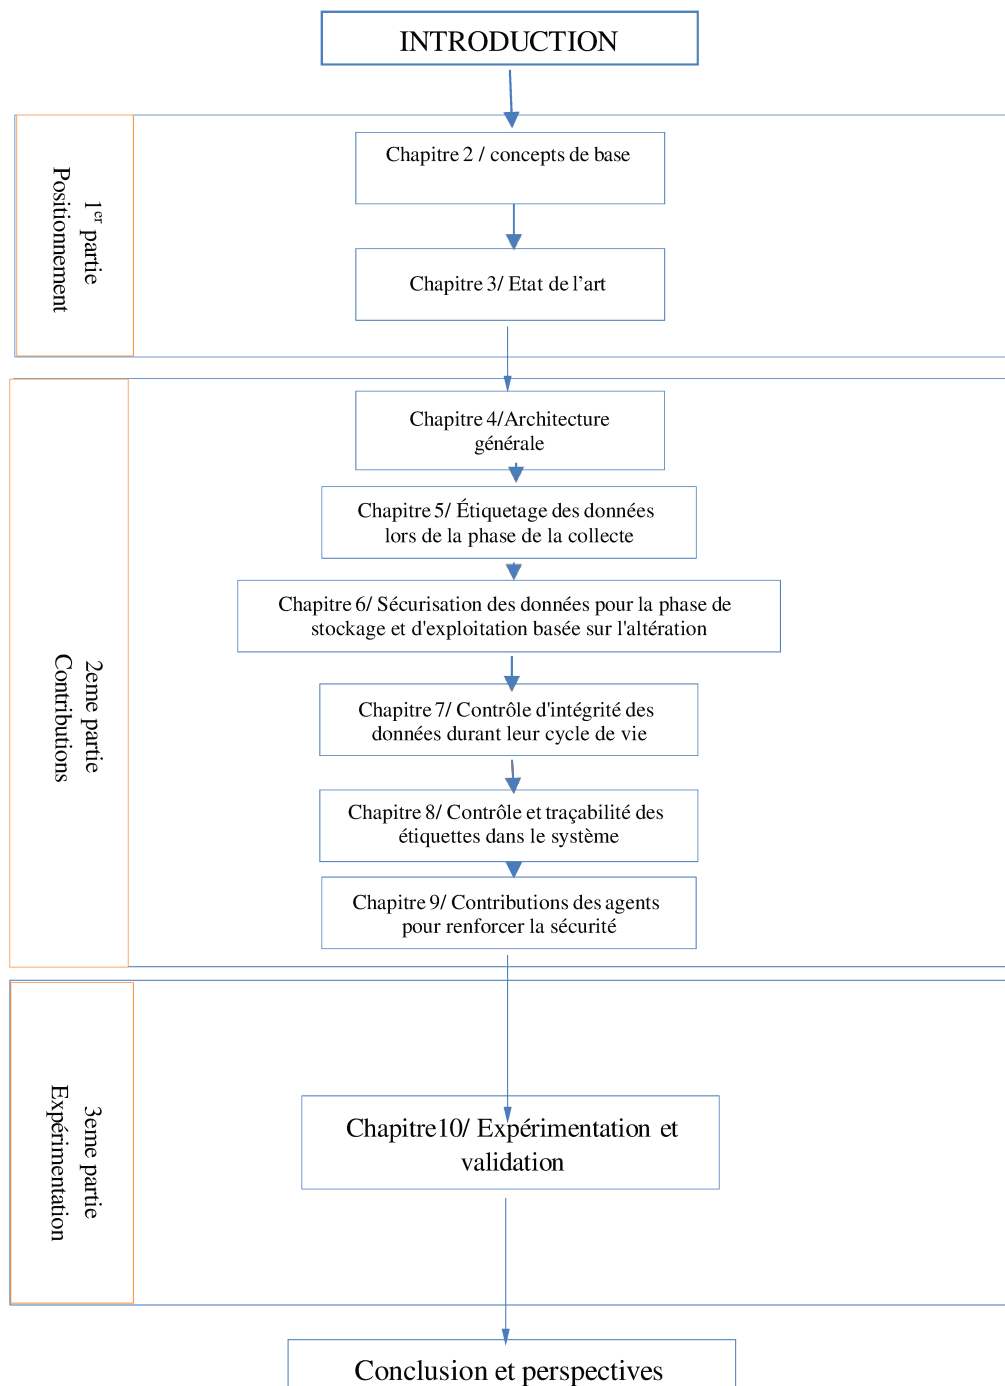 INTRODUCTION
1er partie
Positionnement
Chapitre 2 / concepts de base
Chapitre 3/ Etat de l’art
2eme partie
Contributions
Chapitre 4/Architecture
générale
Chapitre 5/ Étiquetage des données
lors de la phase de la collecte
Chapitre 6/ Sécurisation des données pour la phase de
stockage et d'exploitation basée sur l'altération
Chapitre 7/ Contrôle d'intégrité des
données durant leur cycle de vie
Chapitre 8/ Contrôle et traçabilité des
étiquettes dans le système
Chapitre 9/ Contributions des agents
pour renforcer la sécurité
3eme partie
Expérimentation
Chapitre10/ Expérimentation et
validation
Conclusion et perspectives